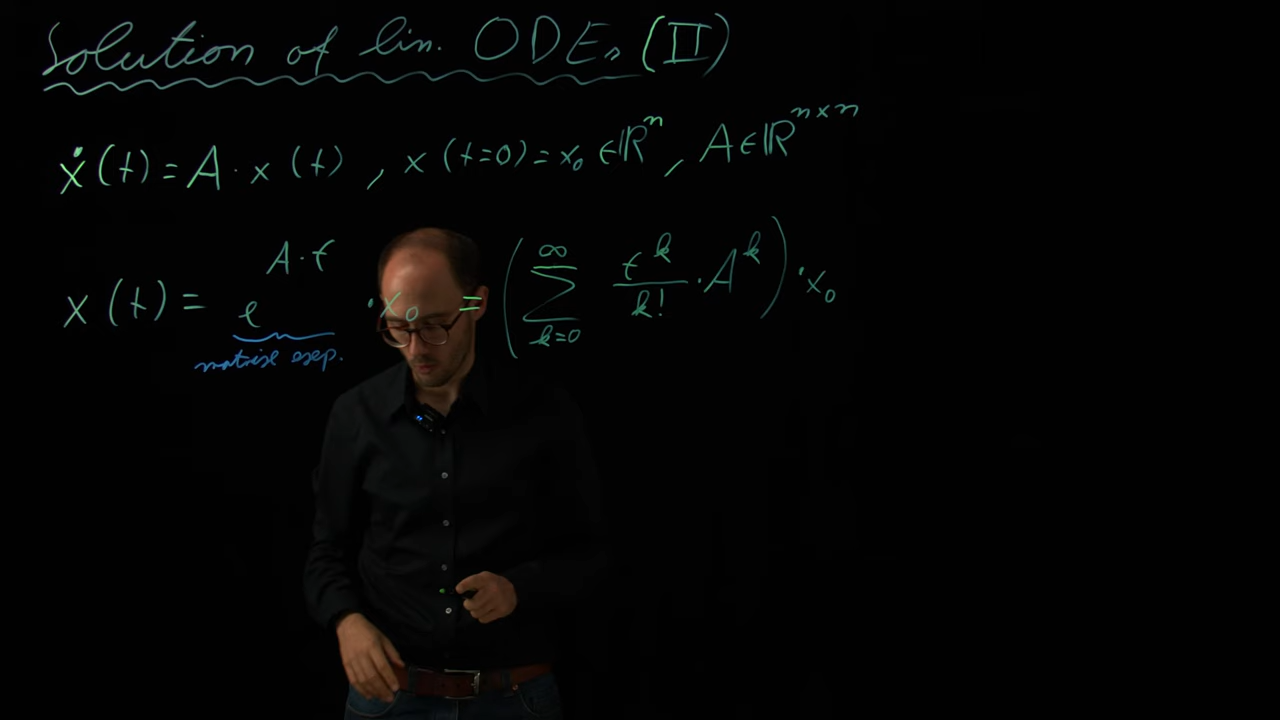 Solution of lin. ODEs (II)
ẋ(t) = A · x(t) , x(t=0) = x₀ ∈ ℝⁿ , A ∈ ℝⁿˣⁿ
x(t) = e^{A·t} · x₀ = ( ∑_{k=0}^{∞} t^k/k! · A^k ) · x₀
matrix exp.